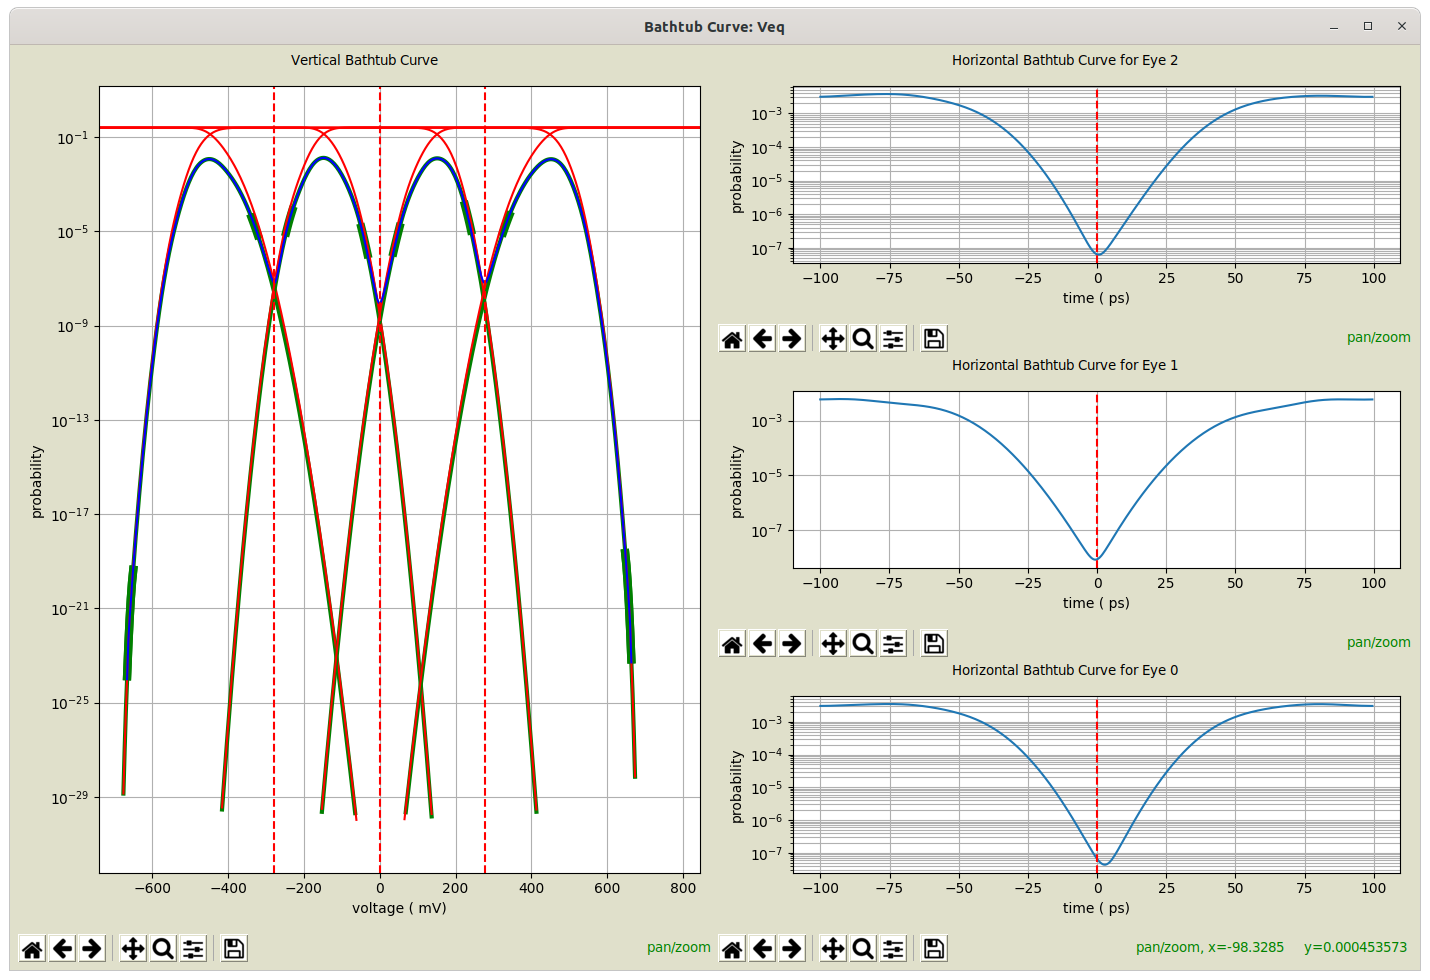 Bathtub Curve: Veq
Vertical Bathtub Curve
10⁻¹
10⁻⁵
10⁻⁹
10⁻¹³
10⁻¹⁷
10⁻²¹
10⁻²⁵
10⁻²⁹
probability
−600 −400 −200 0 200 400 600 800
voltage ( mV)
pan/zoom
Horizontal Bathtub Curve for Eye 2
10⁻³
10⁻⁴
10⁻⁵
10⁻⁶
10⁻⁷
probability
−100 −75 −50 −25 0 25 50 75 100
time ( ps)
pan/zoom
Horizontal Bathtub Curve for Eye 1
10⁻³
10⁻⁵
10⁻⁷
probability
−100 −75 −50 −25 0 25 50 75 100
time ( ps)
pan/zoom
Horizontal Bathtub Curve for Eye 0
10⁻³
10⁻⁴
10⁻⁵
10⁻⁶
10⁻⁷
probability
−100 −75 −50 −25 0 25 50 75 100
time ( ps)
pan/zoom, x=-98.3285 y=0.000453573